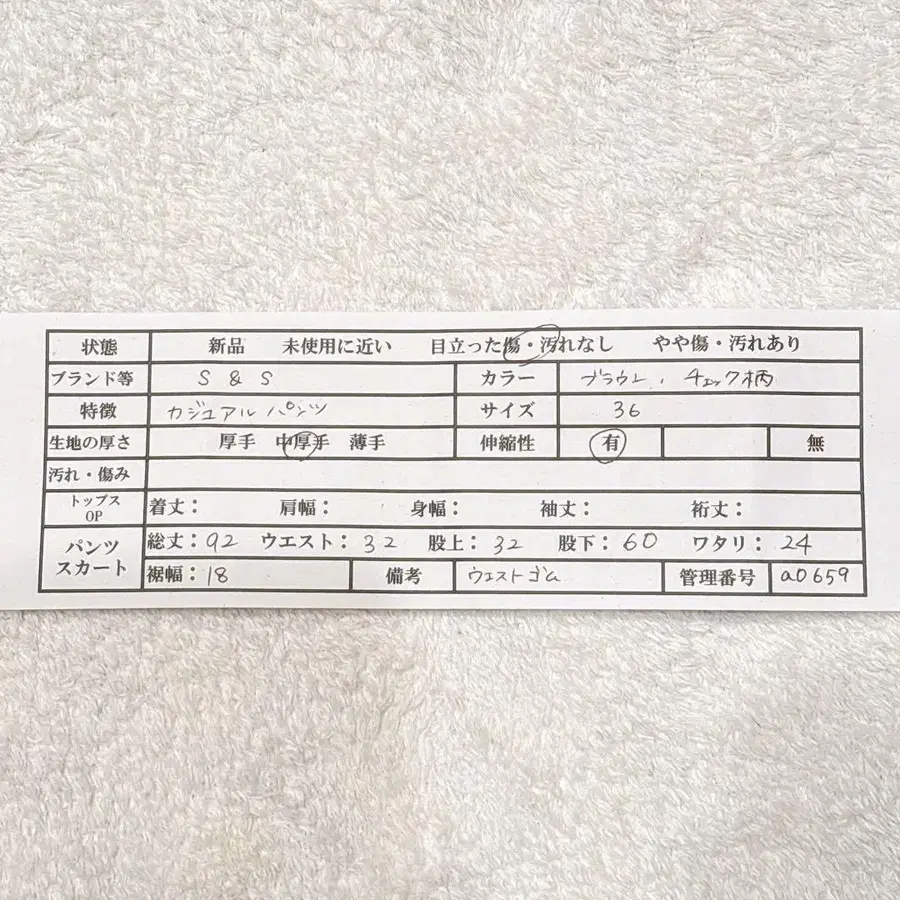 状態 新品 未使用に近い 目立った傷・汚れなし やや傷・汚れあり
ブランド等 S & S カラー ブラウン、チェック柄
特徴 カジュアルパンツ サイズ 36
生地の厚さ 厚手 中厚手 薄手 伸縮性 有 無
汚れ・傷み
トップス OP 着丈： 肩幅： 身幅： 袖丈： 裄丈：
パンツ スカート 総丈：92 ウエスト：32 股上：32 股下：60 ワタリ：24
裾幅：18 備考 ウエストゴム 管理番号 a0659